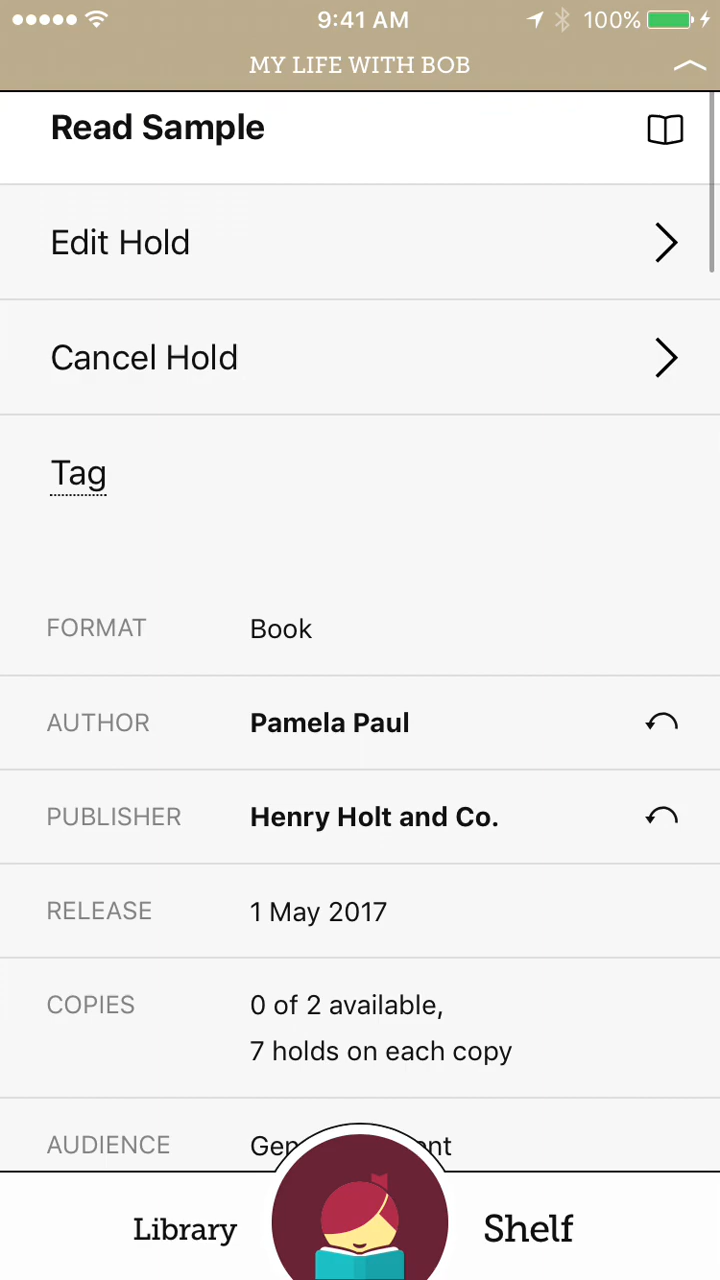 9:41 AM 100%
MY LIFE WITH BOB
Read Sample
Edit Hold
Cancel Hold
Tag
FORMAT Book
AUTHOR Pamela Paul
PUBLISHER Henry Holt and Co.
RELEASE 1 May 2017
COPIES 0 of 2 available,
7 holds on each copy
AUDIENCE
Library Shelf